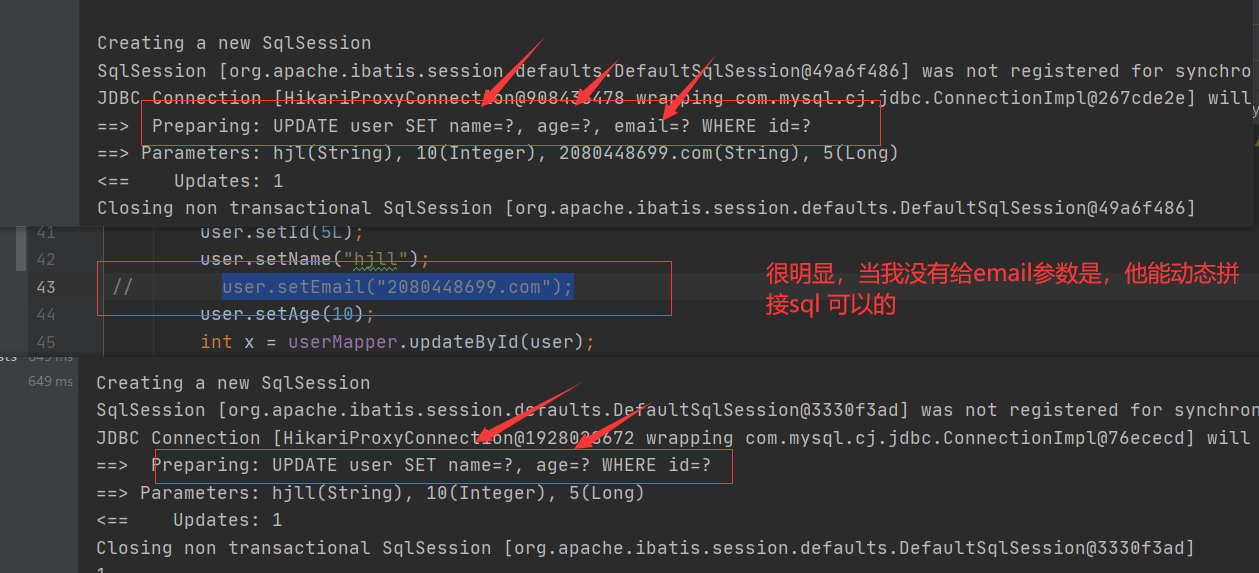 Creating a new SqlSession
SqlSession [org.apache.ibatis.session.defaults.DefaultSqlSession@49a6f486] was not registered for synchro
JDBC Connection [HikariProxyConnection@908433478 wrapping com.mysql.cj.jdbc.ConnectionImpl@267cde2e] will
==>  Preparing: UPDATE user SET name=?, age=?, email=? WHERE id=?
==> Parameters: hjl(String), 10(Integer), 2080448699.com(String), 5(Long)
<==    Updates: 1
Closing non transactional SqlSession [org.apache.ibatis.session.defaults.DefaultSqlSession@49a6f486]
41 user.setId(5L);
42 user.setName("hjll");
43 // user.setEmail("2080448699.com");
44 user.setAge(10);
45 int x = userMapper.updateById(user);
很明显，当我没有给email参数是，他能动态拼
接sql 可以的
sts 649 ms
649 ms
Creating a new SqlSession
SqlSession [org.apache.ibatis.session.defaults.DefaultSqlSession@3330f3ad] was not registered for synchron
JDBC Connection [HikariProxyConnection@1928023672 wrapping com.mysql.cj.jdbc.ConnectionImpl@76ececd] will
==>  Preparing: UPDATE user SET name=?, age=? WHERE id=?
==> Parameters: hjll(String), 10(Integer), 5(Long)
<==    Updates: 1
Closing non transactional SqlSession [org.apache.ibatis.session.defaults.DefaultSqlSession@3330f3ad]